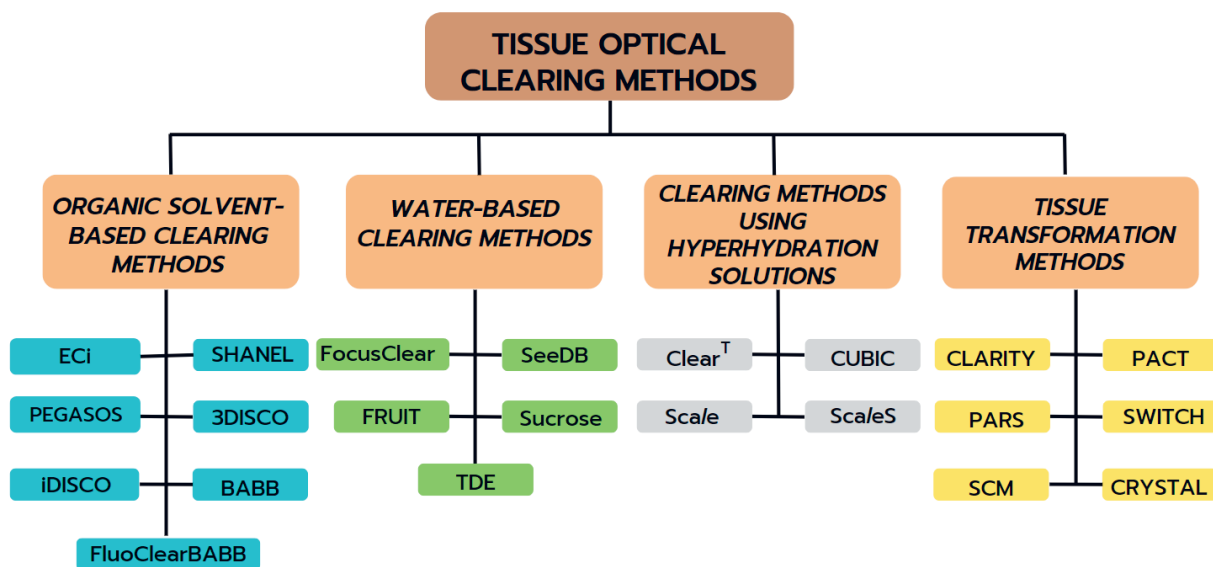 TISSUE OPTICAL
CLEARING METHODS
ORGANIC SOLVENT-
BASED CLEARING
METHODS
WATER-BASED
CLEARING METHODS
CLEARING METHODS
USING
HYPERHYDRATION
SOLUTIONS
TISSUE
TRANSFORMATION
METHODS
ECi
SHANEL
PEGASOS
3DISCO
iDISCO
BABB
FluoClearBABB
FocusClear
SeeDB
FRUIT
Sucrose
TDE
Clear^T
CUBIC
Scale
ScaleS
CLARITY
PACT
PARS
SWITCH
SCM
CRYSTAL